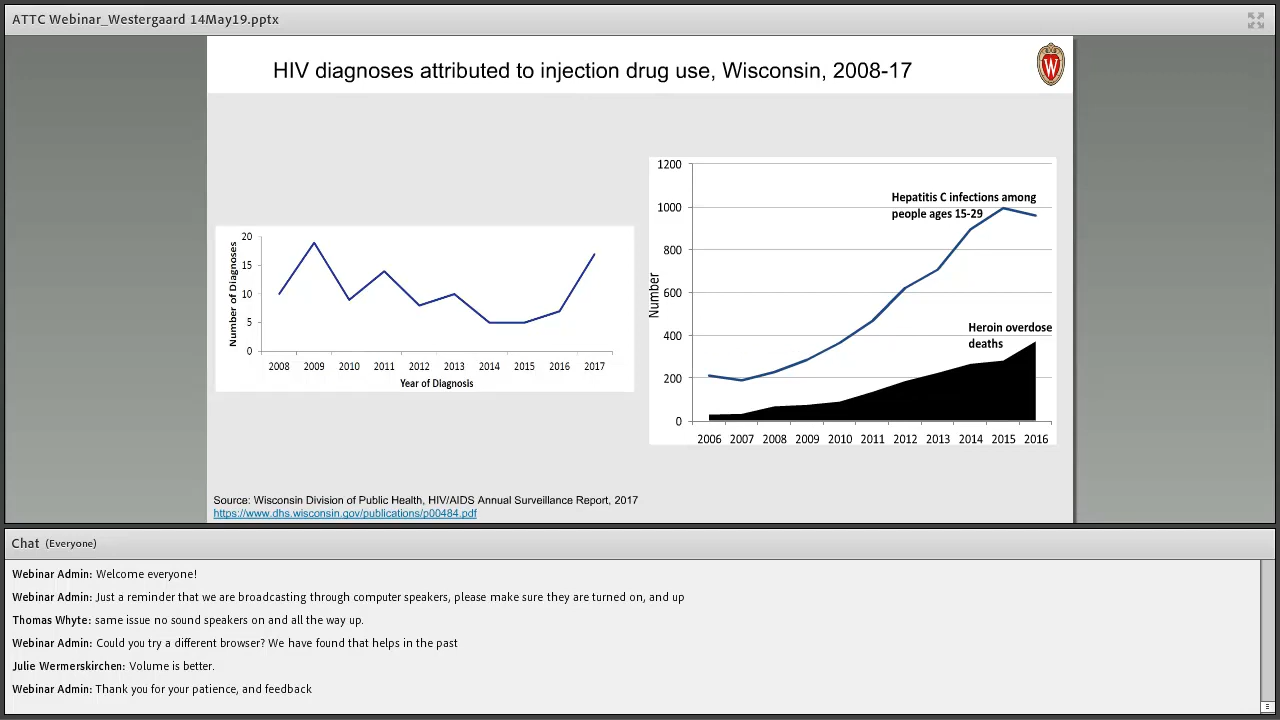 ATTC Webinar_Westergaard 14May19.pptx
HIV diagnoses attributed to injection drug use, Wisconsin, 2008-17
W
20
15
10
5
0
Number of Diagnoses
2008 2009 2010 2011 2012 2013 2014 2015 2016 2017
Year of Diagnosis
1200
1000
800
600
400
200
0
Number
Hepatitis C infections among
people ages 15-29
Heroin overdose
deaths
2006 2007 2008 2009 2010 2011 2012 2013 2014 2015 2016
Source: Wisconsin Division of Public Health, HIV/AIDS Annual Surveillance Report, 2017
https://www.dhs.wisconsin.gov/publications/p00484.pdf
Chat (Everyone)
Webinar Admin: Welcome everyone!
Webinar Admin: Just a reminder that we are broadcasting through computer speakers, please make sure they are turned on, and up
Thomas Whyte: same issue no sound speakers on and all the way up.
Webinar Admin: Could you try a different browser? We have found that helps in the past
Julie Wermerskirchen: Volume is better.
Webinar Admin: Thank you for your patience, and feedback